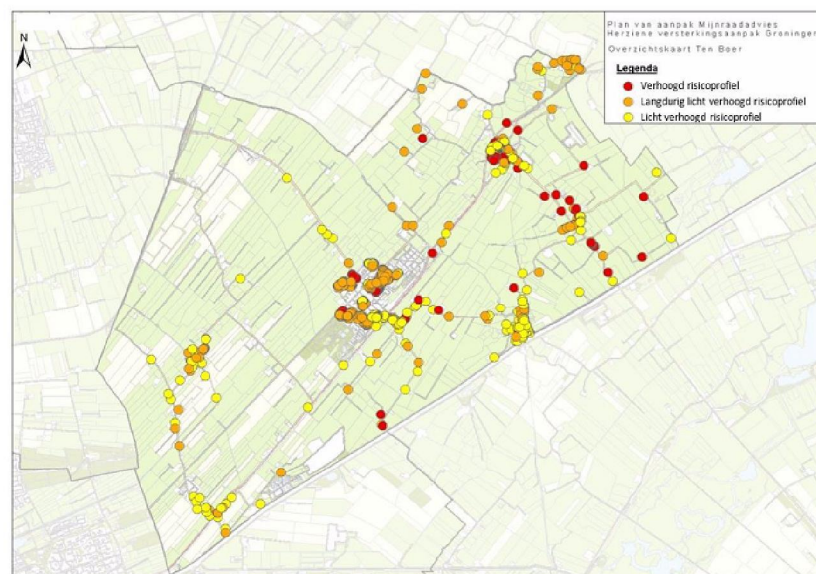 N
Plan van aanpak Mijnraadadvies
Herziene versterkingsaanpak Groningen
Overzichtskaart Ten Boer
Legenda
Verhoogd risicoprofiel
Langdurig licht verhoogd risicoprofiel
Licht verhoogd risicoprofiel